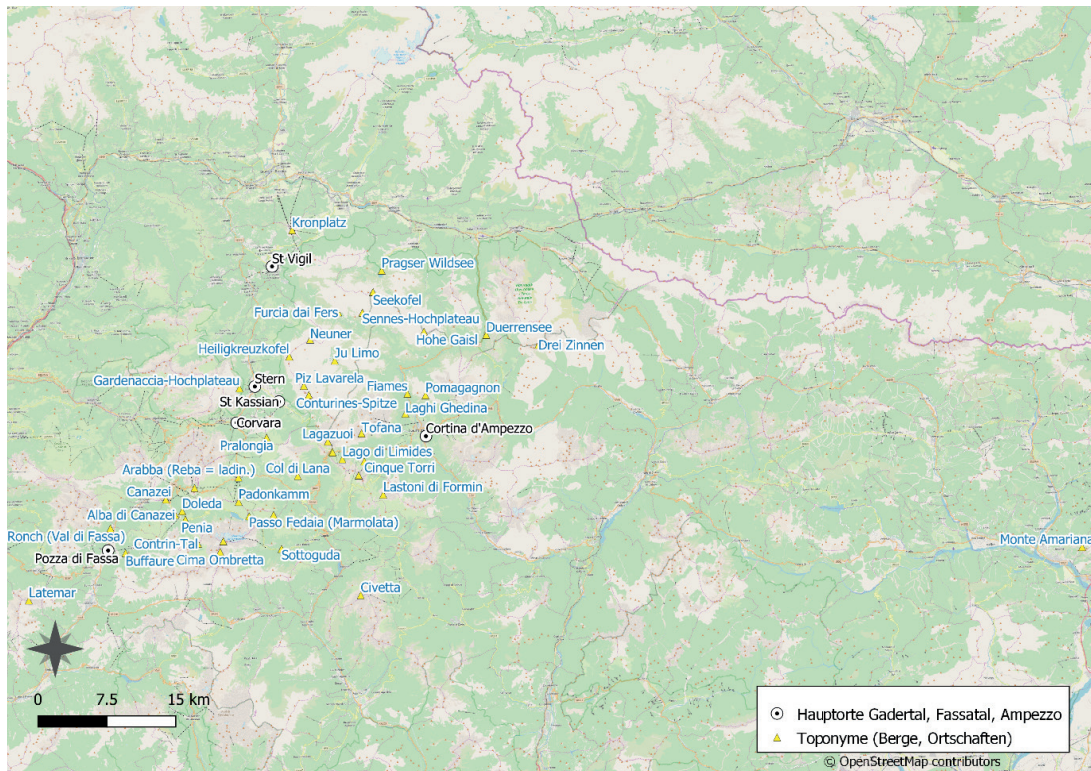 Kronplatz
St Vigil
Pragser Wildsee
Seekofel
Furcia dai Fers
Sennes-Hochplateau
Duerrensee
Neuner
Hohe Gaisl
Drei Zinnen
Heiligkreuzkofel
Ju Limo
Gardenaccia-Hochplateau
Stern
Piz Lavarela
Fiames
Pomagagnon
St Kassian
Conturines-Spitze
Laghi Ghedina
Corvara
Cortina d'Ampezzo
Pralongia
Lagazuoi
Tofana
Lago di Limides
Arabba (Reba = ladin.)
Col di Lana
Cinque Torri
Canazei
Doleda
Padonkamm
Lastoni di Formin
Alba di Canazei
Penia
Passo Fedaia (Marmolata)
Ronch (Val di Fassa)
Contrin-Tal
Monte Amariana
Pozza di Fassa
Buffaure
Cima Ombretta
Sottoguda
Latemar
Civetta
0 7.5 15 km
Hauptorte Gadertal, Fassatal, Ampezzo
Toponyme (Berge, Ortschaften)
© OpenStreetMap contributors